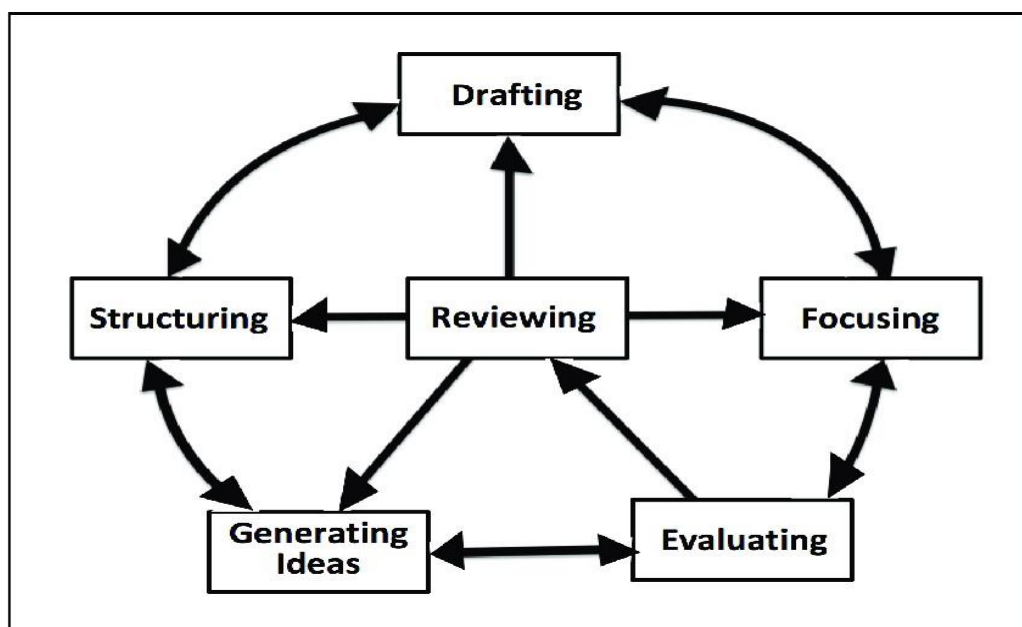 Drafting
Structuring
Reviewing
Focusing
Generating
Ideas
Evaluating